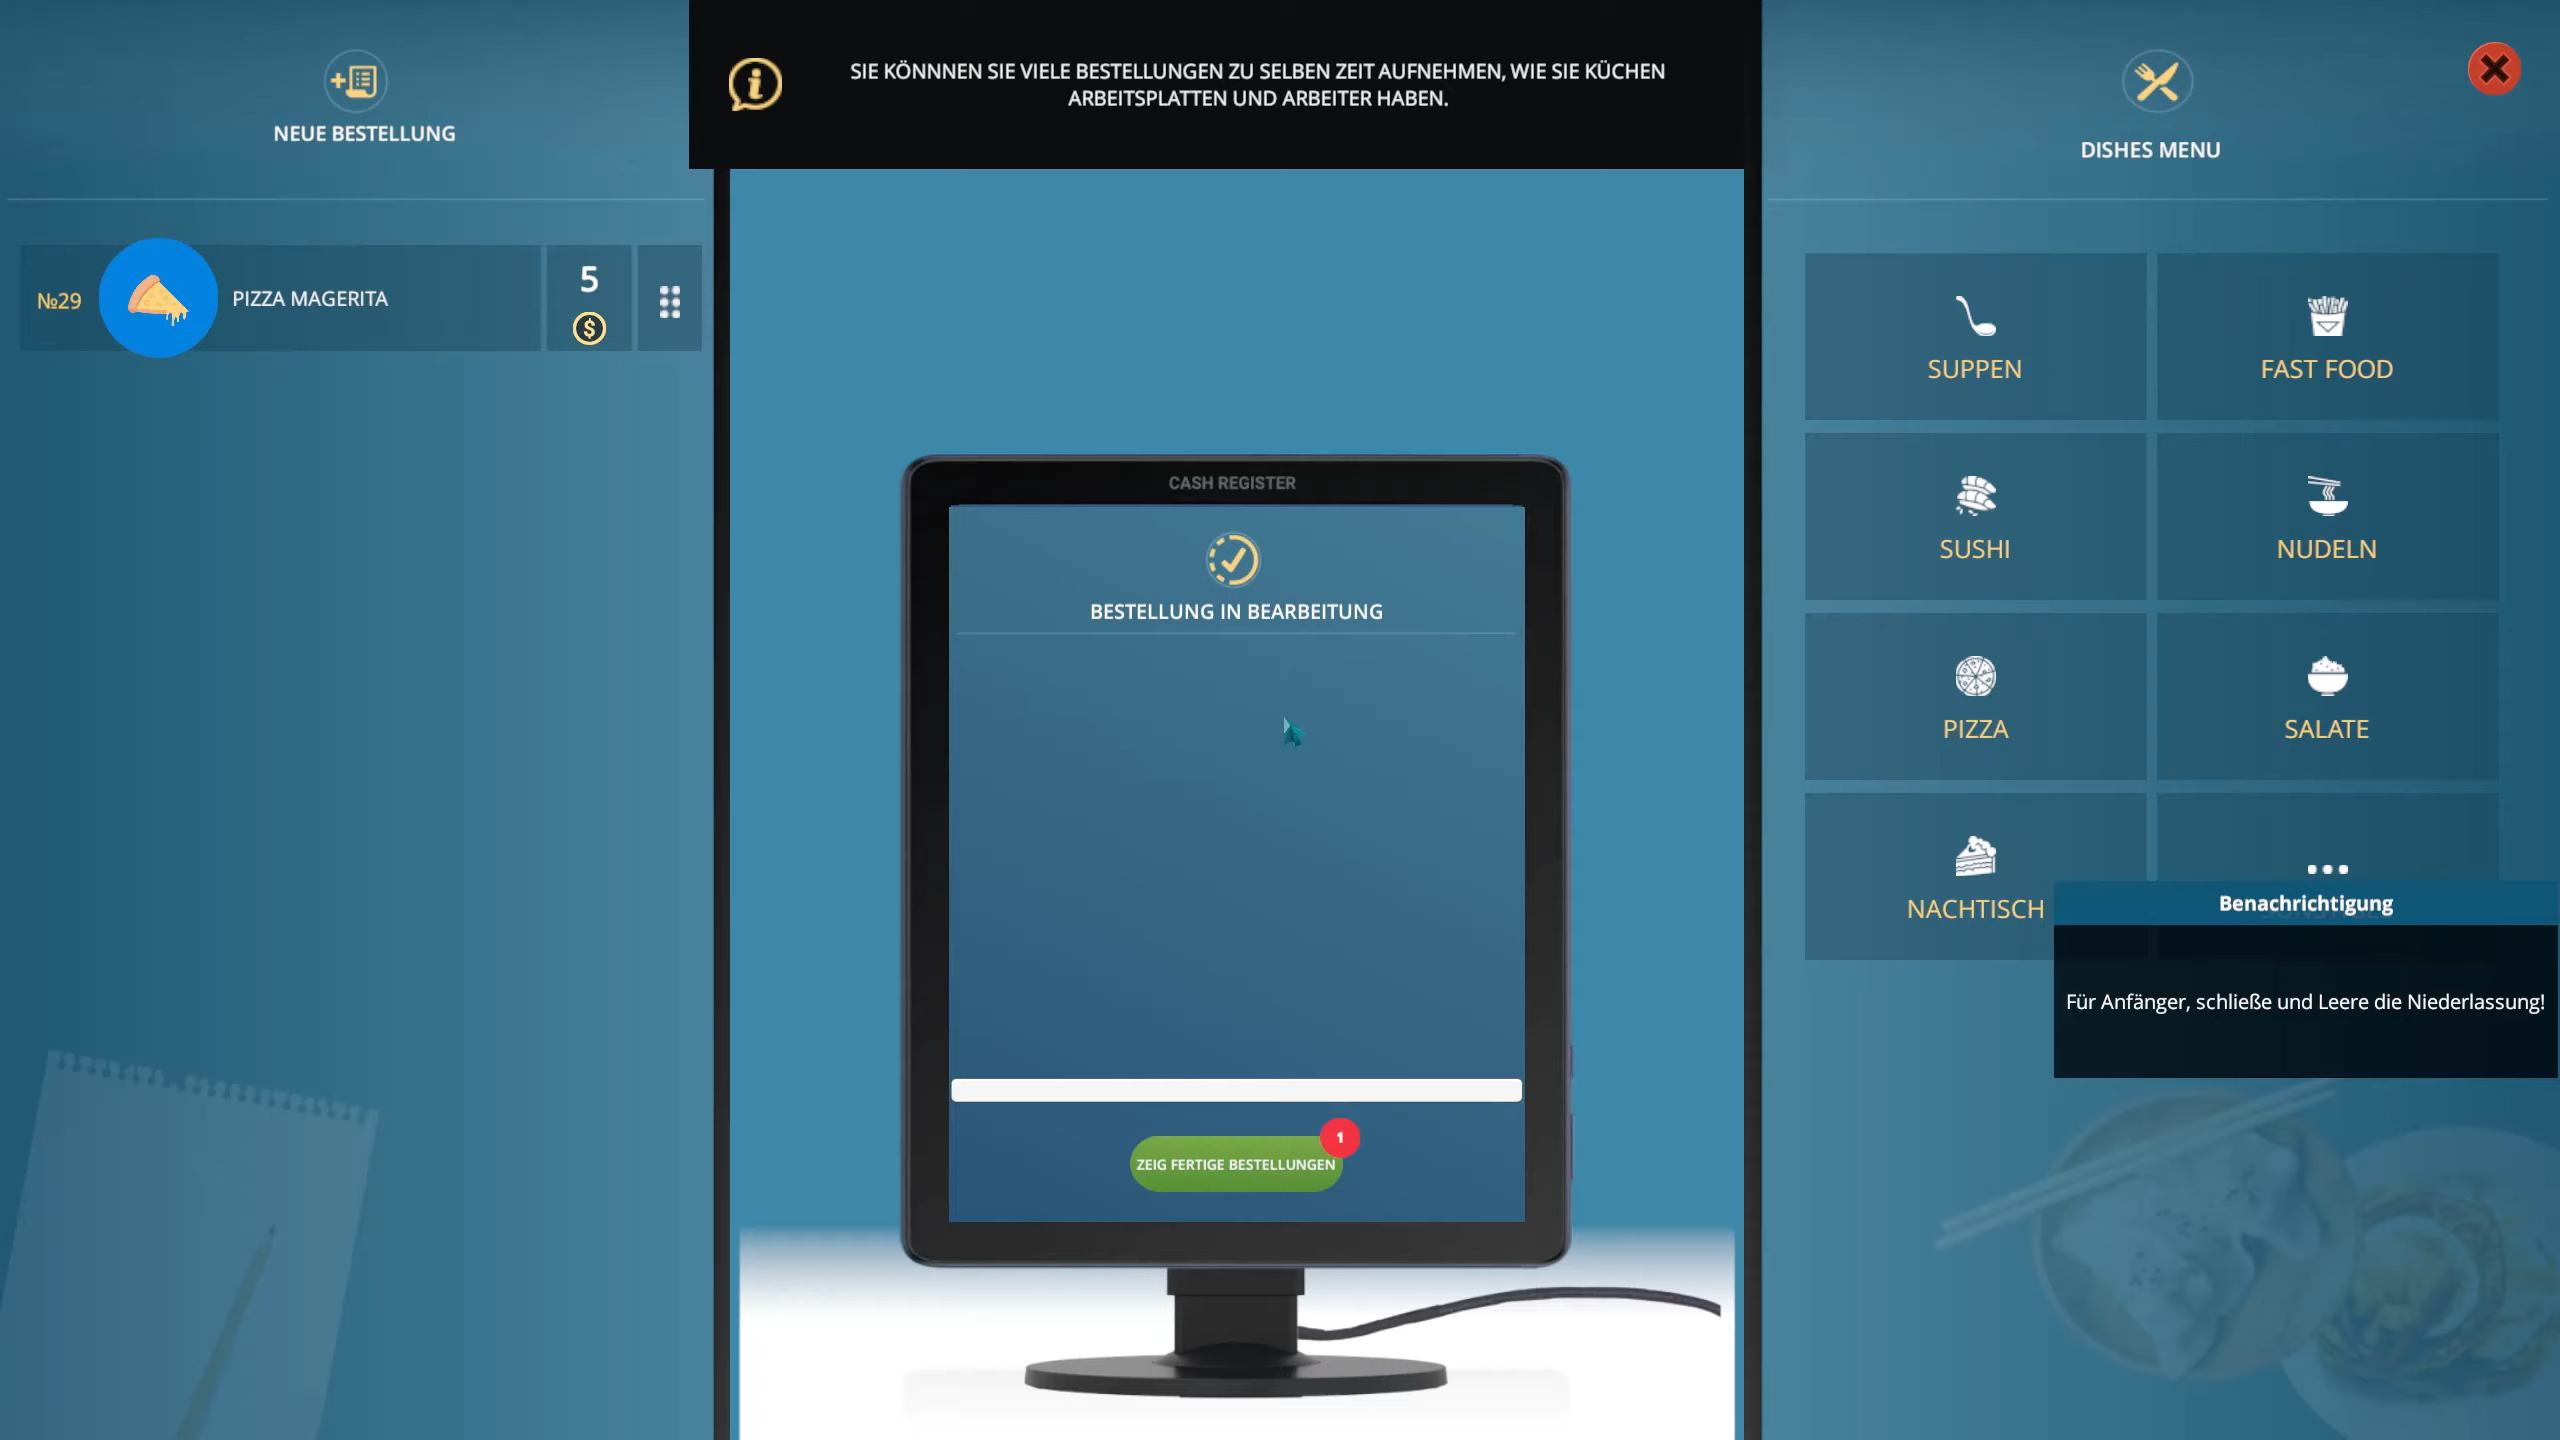 NEUE BESTELLUNG
SIE KÖNNNEN SIE VIELE BESTELLUNGEN ZU SELBEN ZEIT AUFNEHMEN, WIE SIE KÜCHEN
ARBEITSPLATTEN UND ARBEITER HABEN.
DISHES MENU
№29
PIZZA MAGERITA
5
$
CASH REGISTER
BESTELLUNG IN BEARBEITUNG
1
ZEIG FERTIGE BESTELLUNGEN
SUPPEN
FAST FOOD
SUSHI
NUDELN
PIZZA
SALATE
NACHTISCH
Benachrichtigung
Für Anfänger, schließe und Leere die Niederlassung!